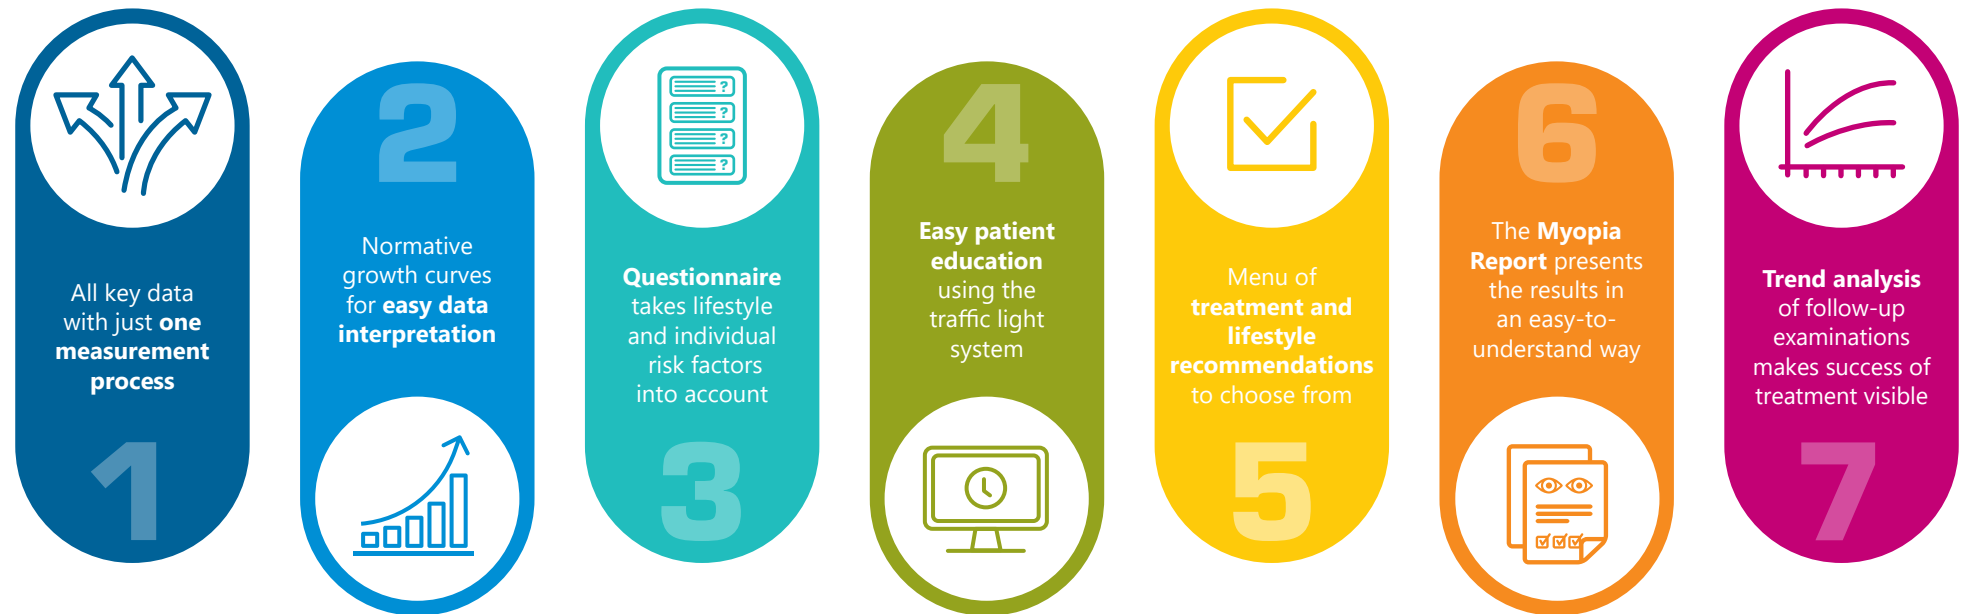 All key data
with just one
measurement
process
1
2
Normative
growth curves
for easy data
interpretation
? 
?
?
?
Questionnaire
takes lifestyle
and individual
risk factors
into account
3
4
Easy patient
education
using the
traffic light
system
Menu of
treatment and
lifestyle
recommendations
to choose from
5
6
The Myopia
Report presents
the results in
an easy-to-
understand way
Trend analysis
of follow-up
examinations
makes success of
treatment visible
7